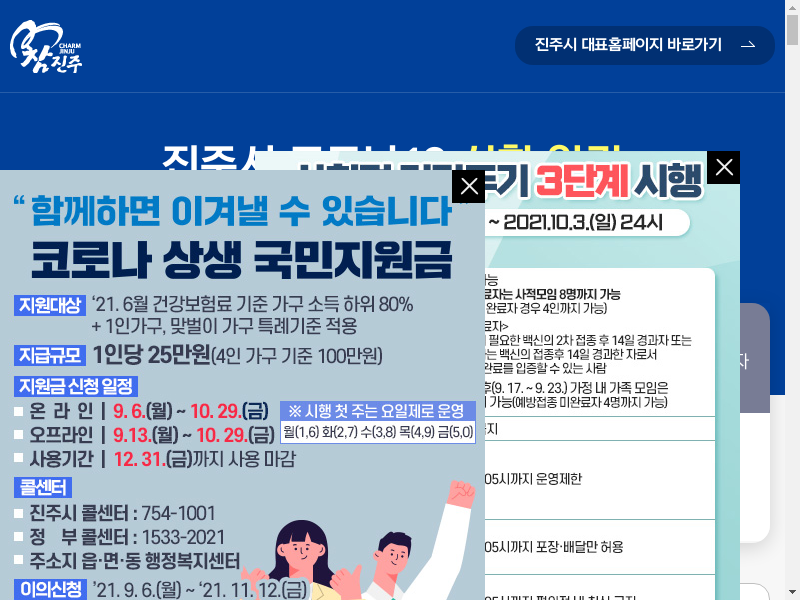 참진주
CHARM
JINJU
진주시 대표홈페이지 바로가기
3단계 시행
~ 2021.10.3.(일) 24시
“함께하면 이겨낼 수 있습니다
코로나 상생 국민지원금
지원대상 ‘21. 6월 건강보험료 기준 가구 소득 하위 80%
+ 1인가구, 맞벌이 가구 특례기준 적용
지급규모 1인당 25만원(4인 가구 기준 100만원)
지원금 신청 일정
온 라 인 | 9. 6.(월) ~ 10. 29.(금)
※ 시행 첫 주는 요일제로 운영
오프라인 | 9.13.(월) ~ 10. 29.(금)
월(1,6) 화(2,7) 수(3,8) 목(4,9) 금(5,0)
사용기간 | 12. 31.(금)까지 사용 마감
콜센터
진주시 콜센터 : 754-1001
정 부 콜센터 : 1533-2021
주소지 읍·면·동 행정복지센터
이의신청 ’21. 9. 6.(월) ~ ‘21. 11. 12.(금)
료자는 사적모임 8명까지 가능
완료자 경우 4인까지 가능)
료자>
필요한 백신의 2차 접종 후 14일 경과자 또는
는 백신의 접종후 14일 경과한 자로서
완료를 입증할 수 있는 사람
(9. 17. ~ 9. 23.) 가정 내 가족 모임은
가능(예방접종 미완료자 4명까지 가능)
05시까지 운영제한
05시까지 포장·배달만 허용
자